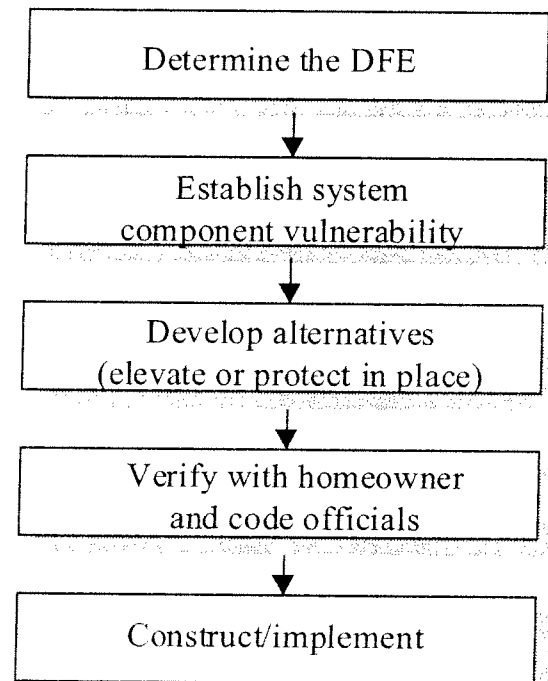 Determine the DFE
Establish system
component vulnerability
Develop alternatives
(elevate or protect in place)
Verify with homeowner
and code officials
Construct/implement